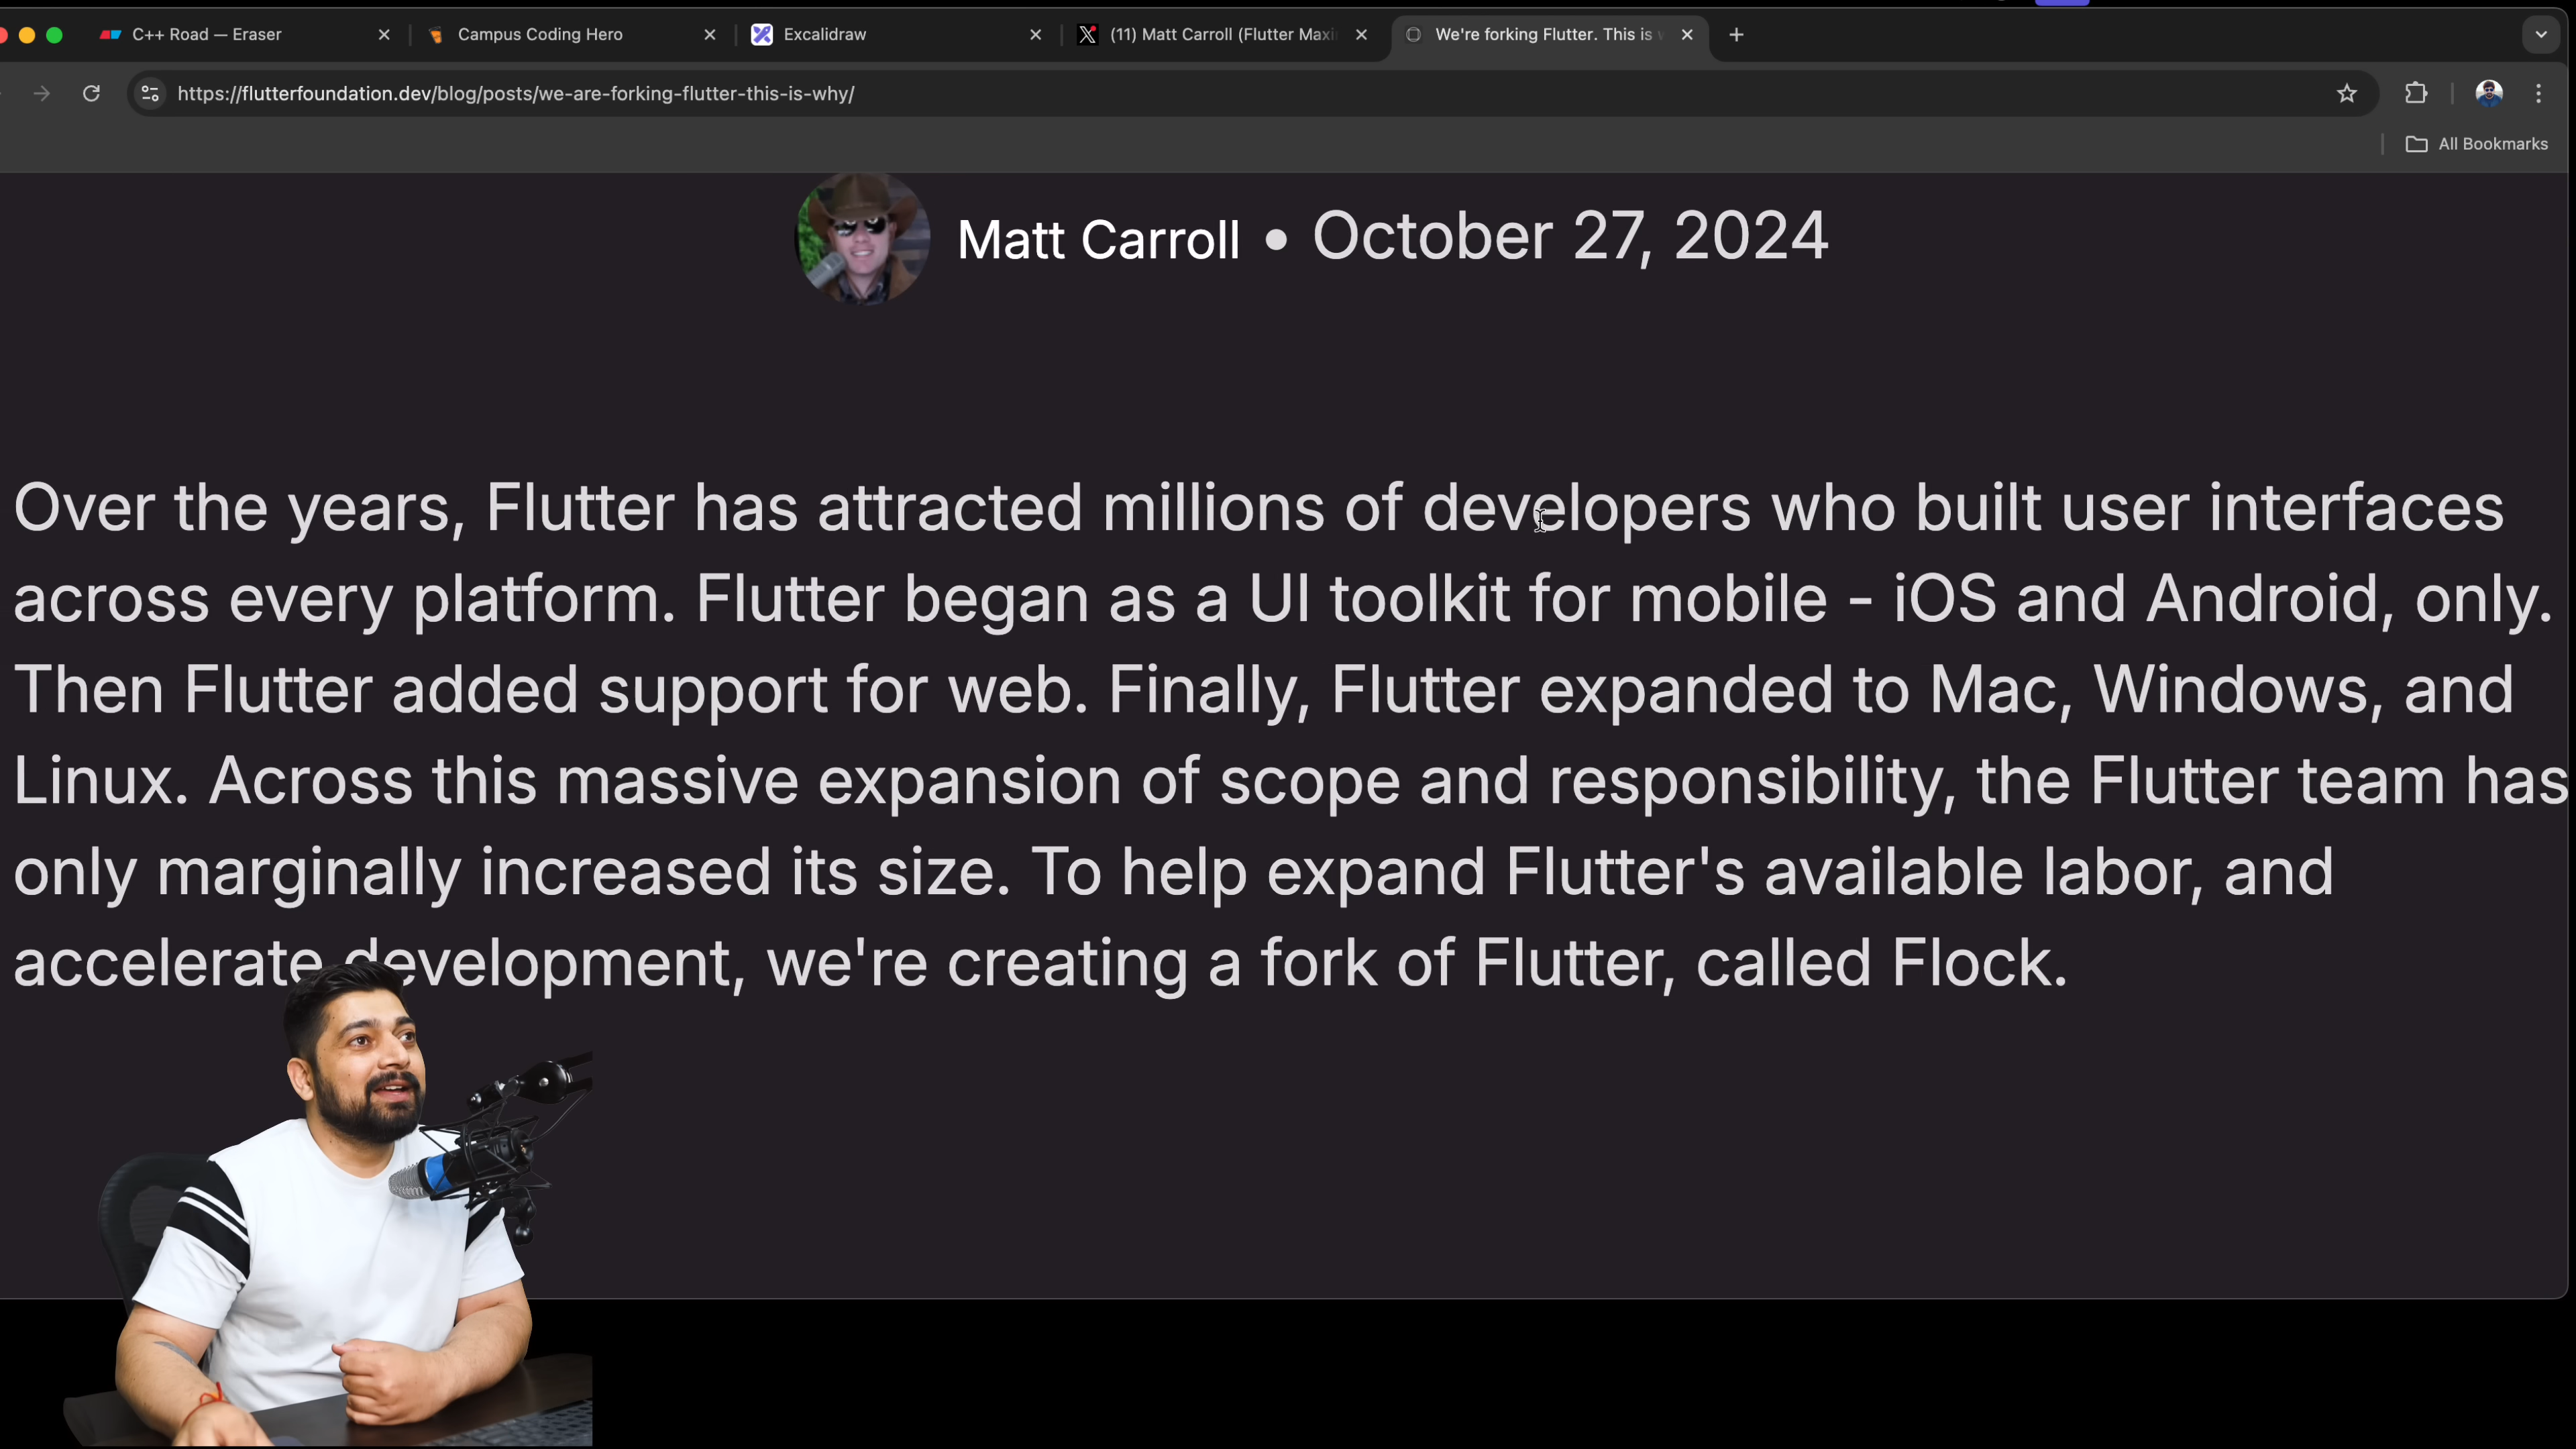 C++ Road — Eraser
Campus Coding Hero
Excalidraw
(11) Matt Carroll (Flutter Maxi
We're forking Flutter. This is w
https://flutterfoundation.dev/blog/posts/we-are-forking-flutter-this-is-why/
All Bookmarks
Matt Carroll • October 27, 2024
Over the years, Flutter has attracted millions of developers who built user interfaces
across every platform. Flutter began as a UI toolkit for mobile - iOS and Android, only.
Then Flutter added support for web. Finally, Flutter expanded to Mac, Windows, and
Linux. Across this massive expansion of scope and responsibility, the Flutter team has
only marginally increased its size. To help expand Flutter's available labor, and
accelerate development, we're creating a fork of Flutter, called Flock.